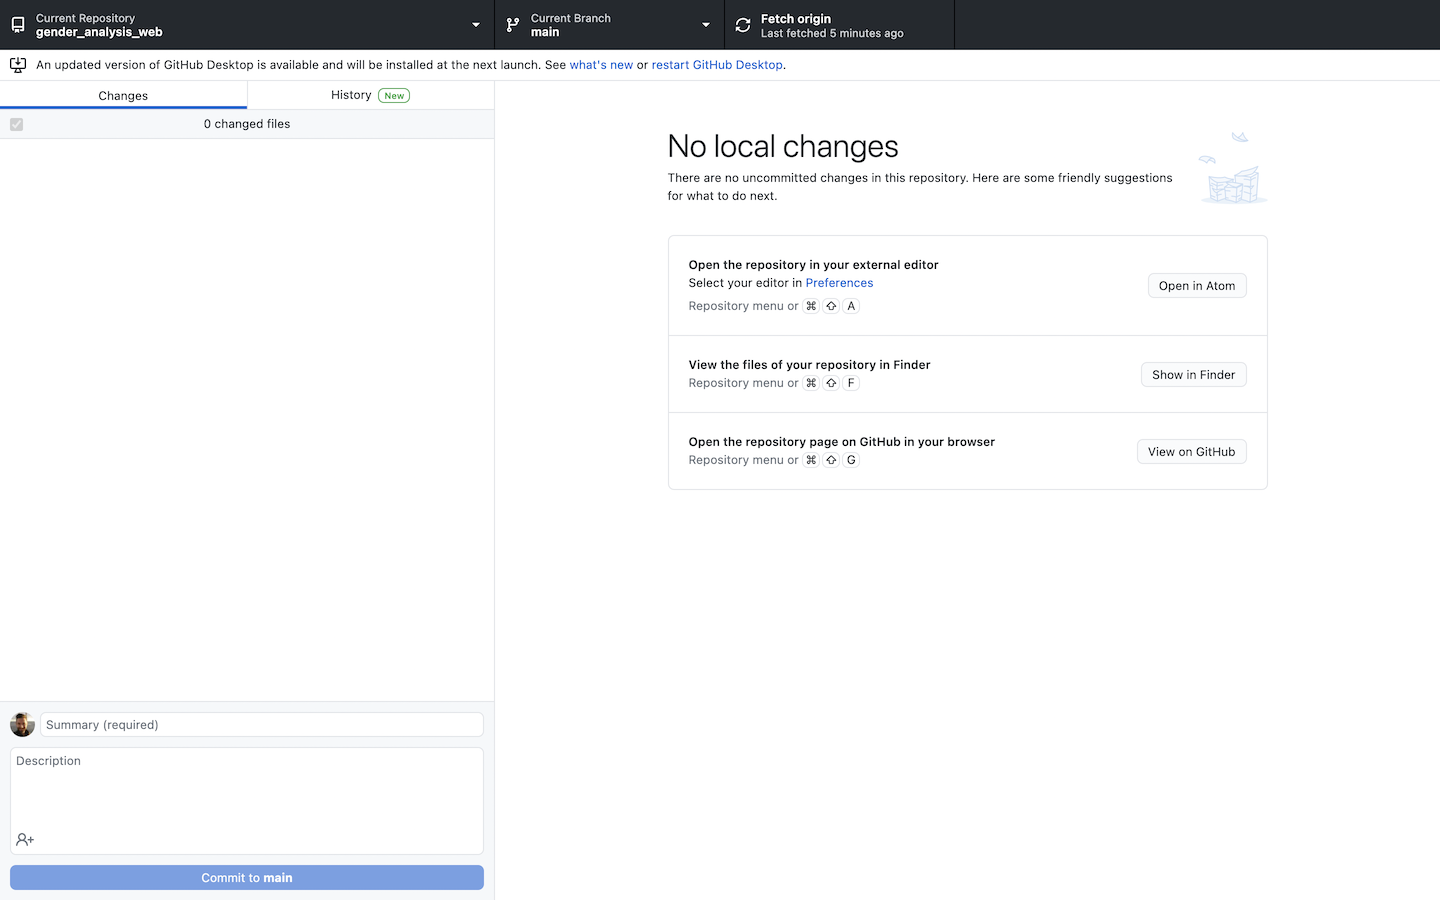 Current Repository
gender_analysis_web
Current Branch
main
Fetch origin
Last fetched 5 minutes ago
An updated version of GitHub Desktop is available and will be installed at the next launch. See what's new or restart GitHub Desktop.
Changes
History New
0 changed files
No local changes
There are no uncommitted changes in this repository. Here are some friendly suggestions
for what to do next.
Open the repository in your external editor
Select your editor in Preferences
Repository menu or ⌘ ⇧ A
Open in Atom
View the files of your repository in Finder
Repository menu or ⌘ ⇧ F
Show in Finder
Open the repository page on GitHub in your browser
Repository menu or ⌘ ⇧ G
View on GitHub
Summary (required)
Description
Commit to main